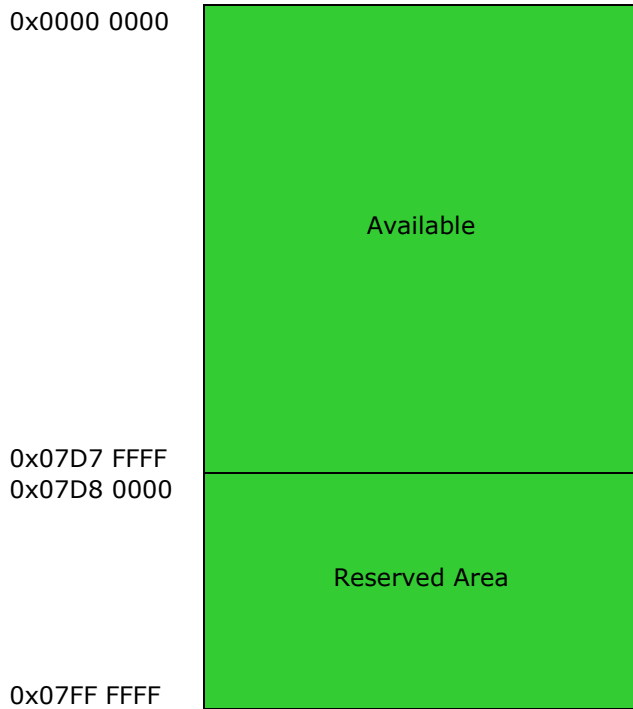 0x0000 0000
Available
0x07D7 FFFF
0x07D8 0000
Reserved Area
0x07FF FFFF